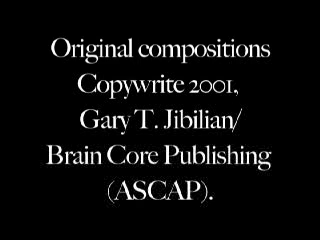 Original compositions
Copywrite 2001,
Gary T. Jibilian/
Brain Core Publishing
(ASCAP).